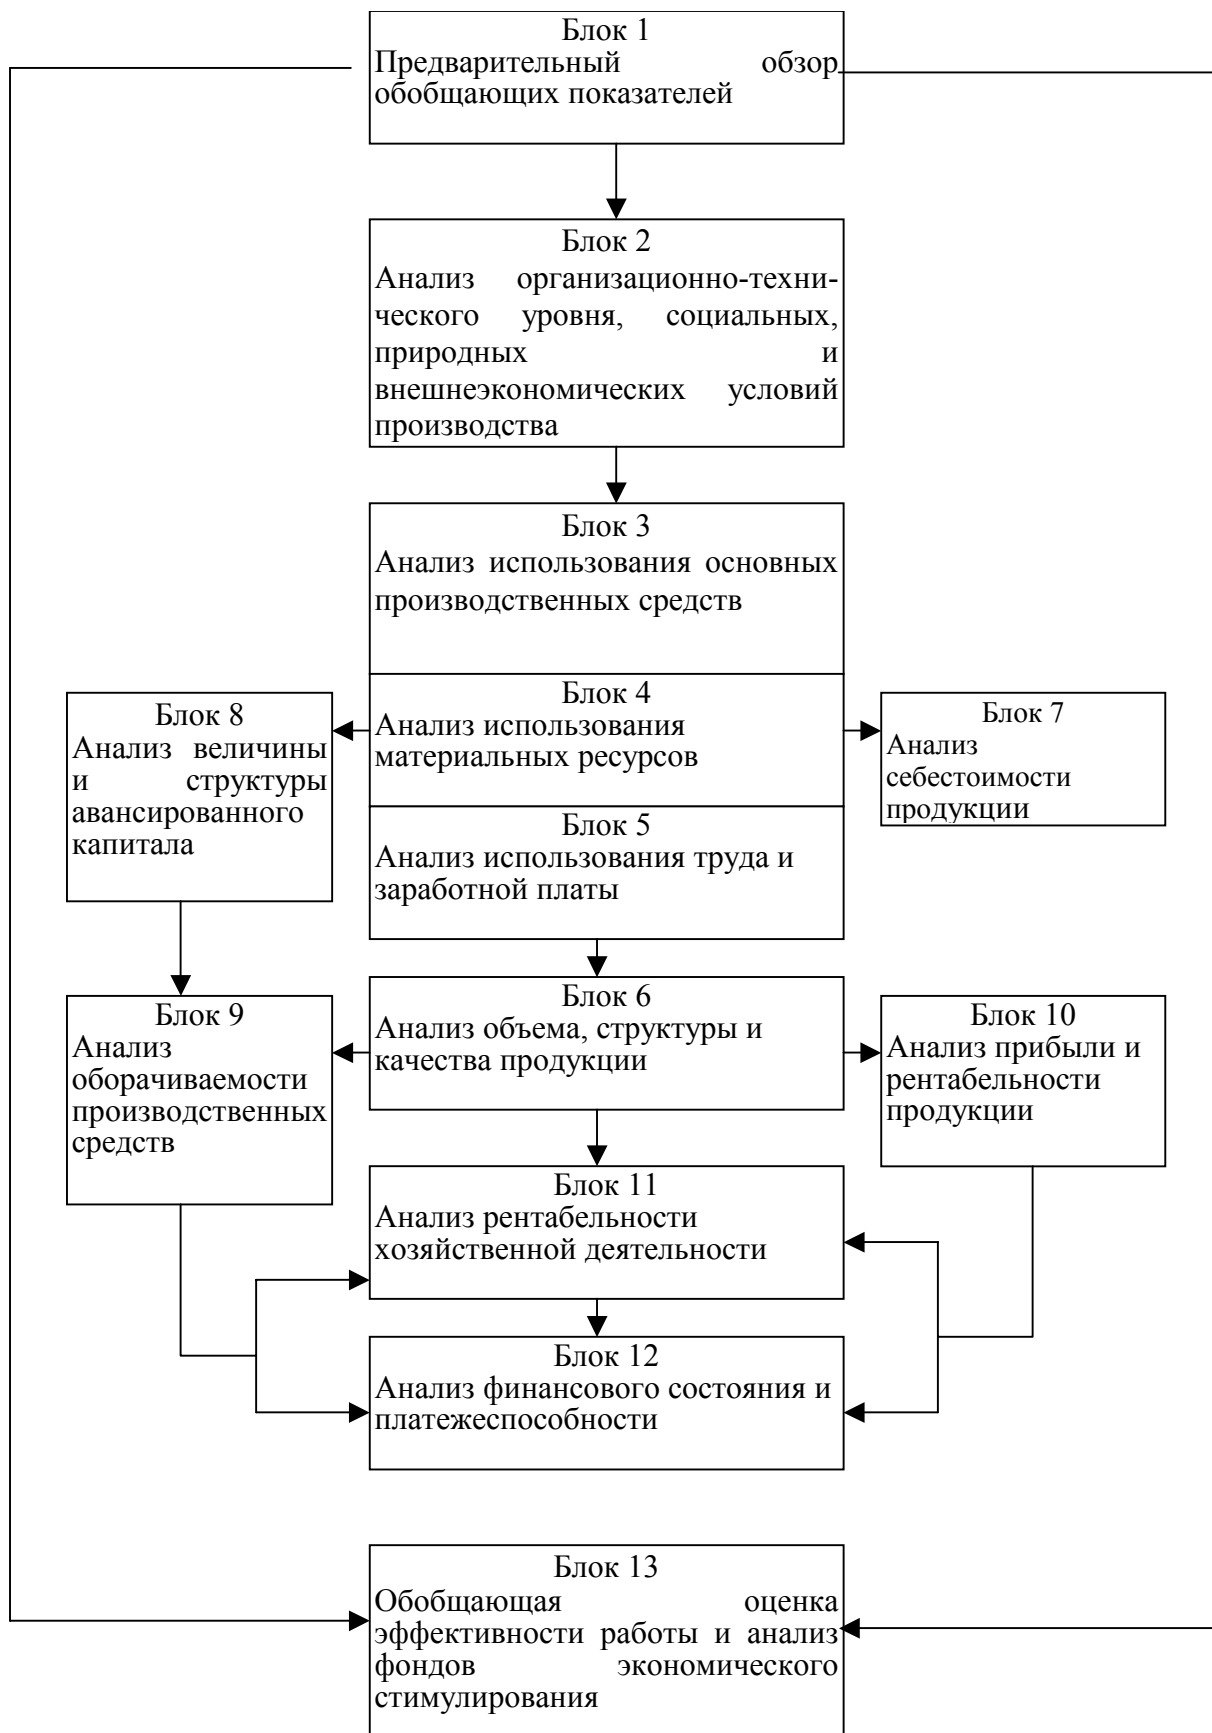 Блок 1
Предварительный обзор
обобщающих показателей
Блок 2
Анализ организационно-техни-
ческого уровня, социальных,
природных и
внешнеэкономических условий
производства
Блок 3
Анализ использования основных
производственных средств
Блок 4
Анализ использования
материальных ресурсов
Блок 8
Анализ величины
и структуры
авансированного
капитала
Блок 7
Анализ
себестоимости
продукции
Блок 5
Анализ использования труда и
заработной платы
Блок 6
Анализ объема, структуры и
качества продукции
Блок 9
Анализ
оборачиваемости
производственных
средств
Блок 10
Анализ прибыли и
рентабельности
продукции
Блок 11
Анализ рентабельности
хозяйственной деятельности
Блок 12
Анализ финансового состояния и
платежеспособности
Блок 13
Обобщающая оценка
эффективности работы и анализ
фондов экономического
стимулирования